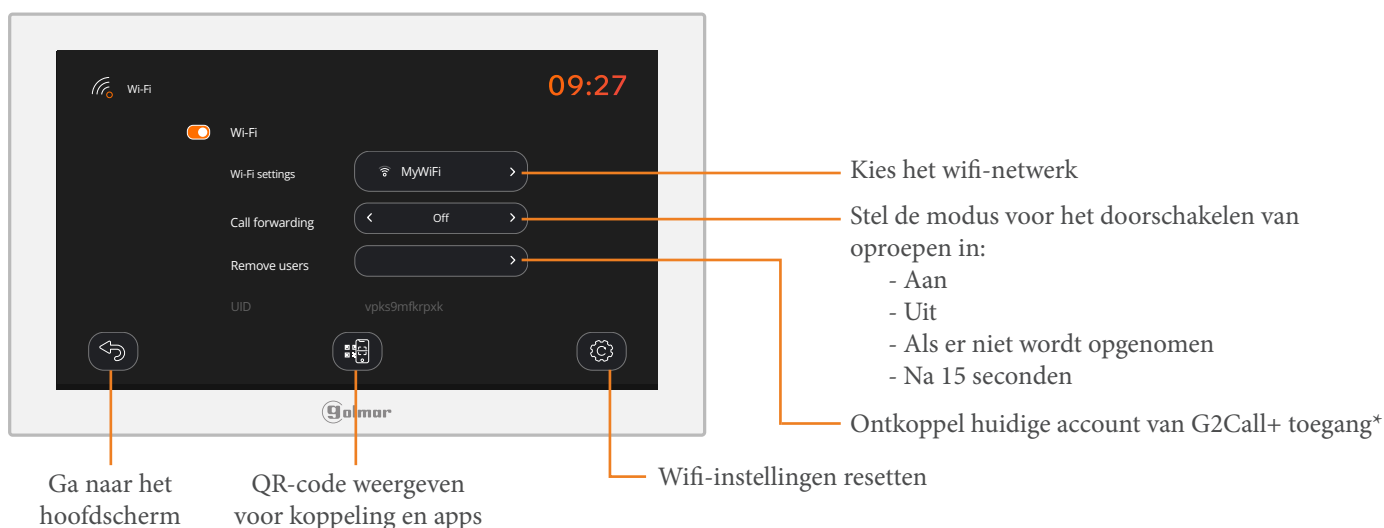 Wi-Fi
09:27
Wi-Fi
Wi-Fi settings
MyWiFi
Call forwarding
Off
Remove users
UID
vpks9mfkrpxk
golmar
Kies het wifi-netwerk
Stel de modus voor het doorschakelen van
oproepen in:
- Aan
- Uit
- Als er niet wordt opgenomen
- Na 15 seconden
Ontkoppel huidige account van G2Call+ toegang*
Wifi-instellingen resetten
Ga naar het
hoofdscherm
QR-code weergeven
voor koppeling en apps